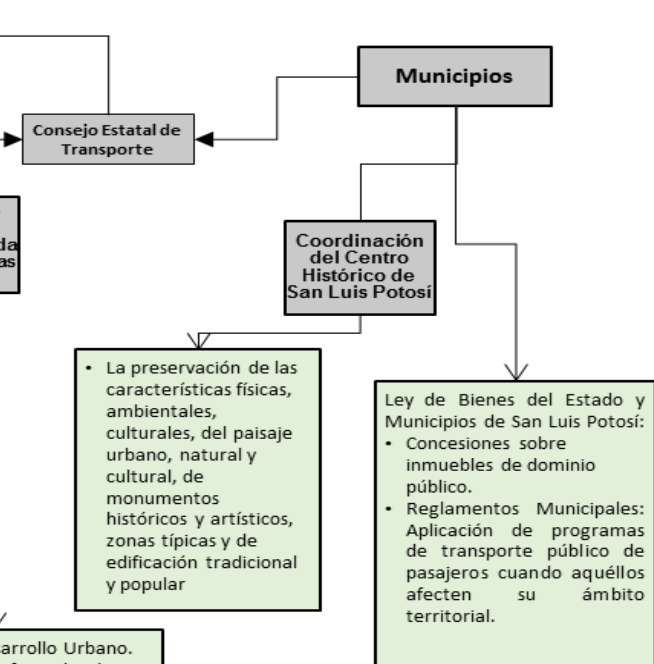 Municipios
Consejo Estatal de
Transporte
Coordinación
del Centro
Histórico de
San Luis Potosí
• La preservación de las
características físicas,
ambientales,
culturales, del paisaje
urbano, natural y
cultural, de
monumentos
históricos y artísticos,
zonas típicas y de
edificación tradicional
y popular
Ley de Bienes del Estado y
Municipios de San Luis Potosí:
• Concesiones sobre
inmuebles de dominio
público.
• Reglamentos Municipales:
Aplicación de programas
de transporte público de
pasajeros cuando aquéllos
afecten su ámbito
territorial.
Urbano.